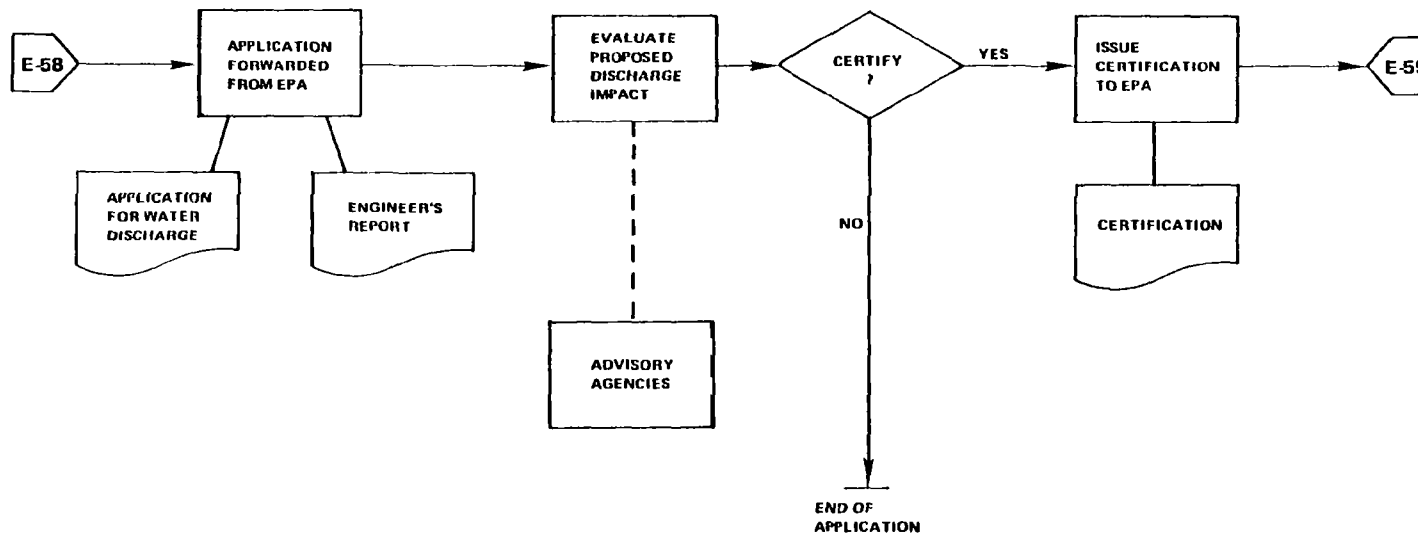 E-58
APPLICATION
FORWARDED
FROM EPA
EVALUATE
PROPOSED
DISCHARGE
IMPACT
CERTIFY
?
YES
ISSUE
CERTIFICATION
TO EPA
APPLICATION
FOR WATER
DISCHARGE
ENGINEER'S
REPORT
NO
CERTIFICATION
ADVISORY
AGENCIES
END OF
APPLICATION